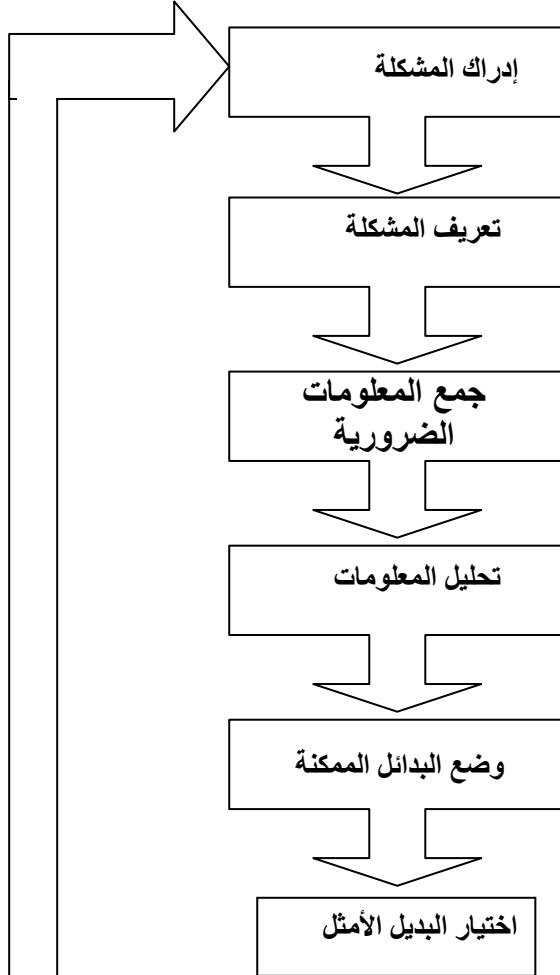 إدراك المشكلة
تعريف المشكلة
جمع المعلومات
الضرورية
تحليل المعلومات
وضع البدائل الممكنة
اختيار البديل الأمثل